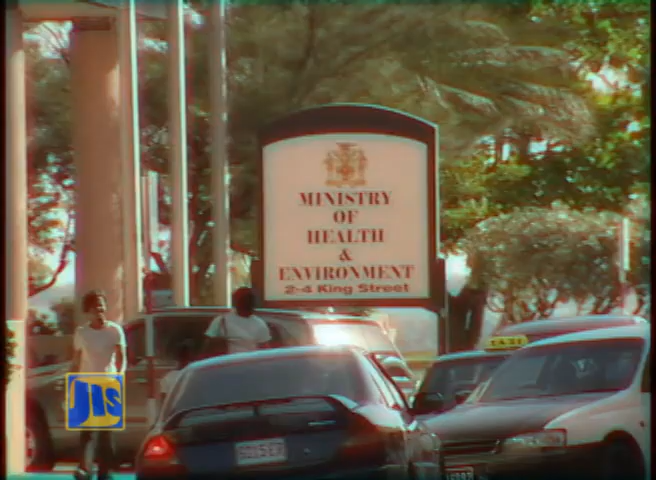 MINISTRY
OF
HEALTH
&
ENVIRONMENT
2-4 King Street
TAXI
JIS